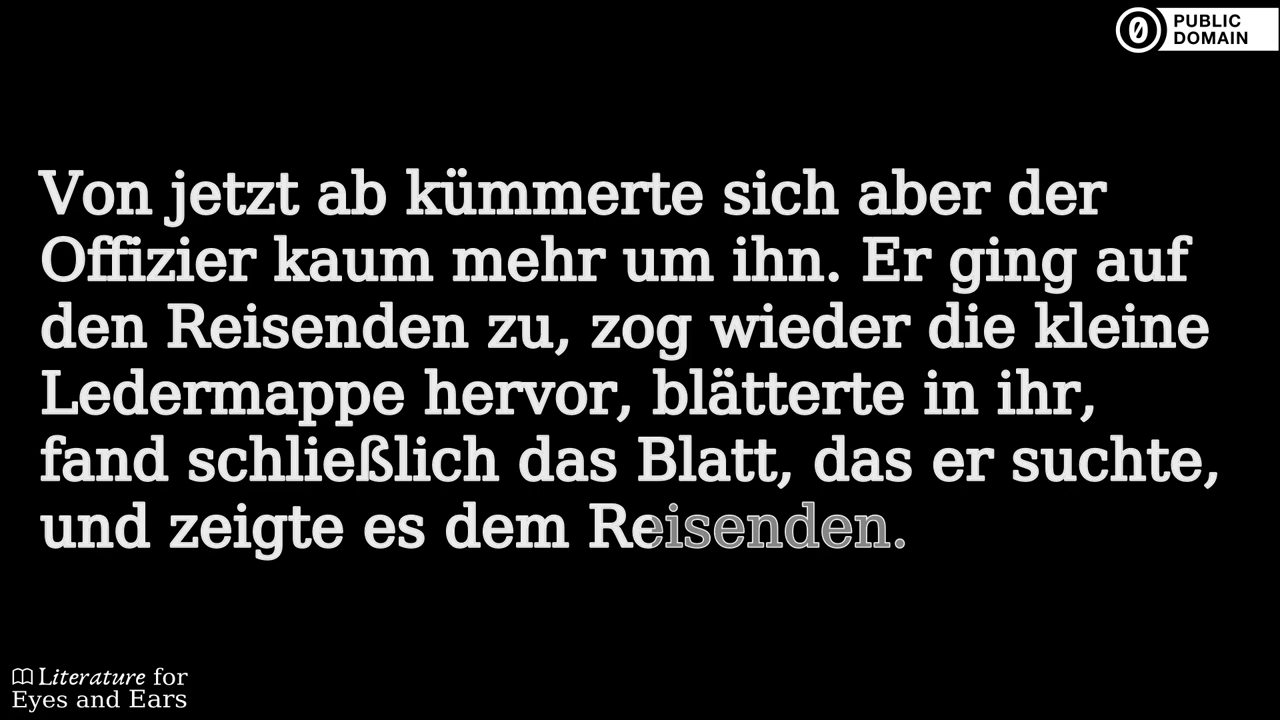 PUBLIC
DOMAIN
Von jetzt ab kümmerte sich aber der
Offizier kaum mehr um ihn. Er ging auf
den Reisenden zu, zog wieder die kleine
Ledermappe hervor, blätterte in ihr,
fand schließlich das Blatt, das er suchte,
und zeigte es dem Reisenden.
Literature for
Eyes and Ears